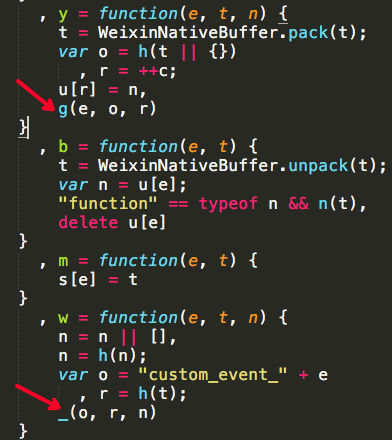 , y = function(e, t, n) {
t = WeixinNativeBuffer.pack(t);
var o = h(t || {})
, r = ++c;
u[r] = n,
g(e, o, r)
}
, b = function(e, t) {
t = WeixinNativeBuffer.unpack(t);
var n = u[e];
"function" == typeof n && n(t),
delete u[e]
}
, m = function(e, t) {
s[e] = t
}
, w = function(e, t, n) {
n = n || [],
n = h(n);
var o = "custom_event_" + e
, r = h(t);
_(o, r, n)
}